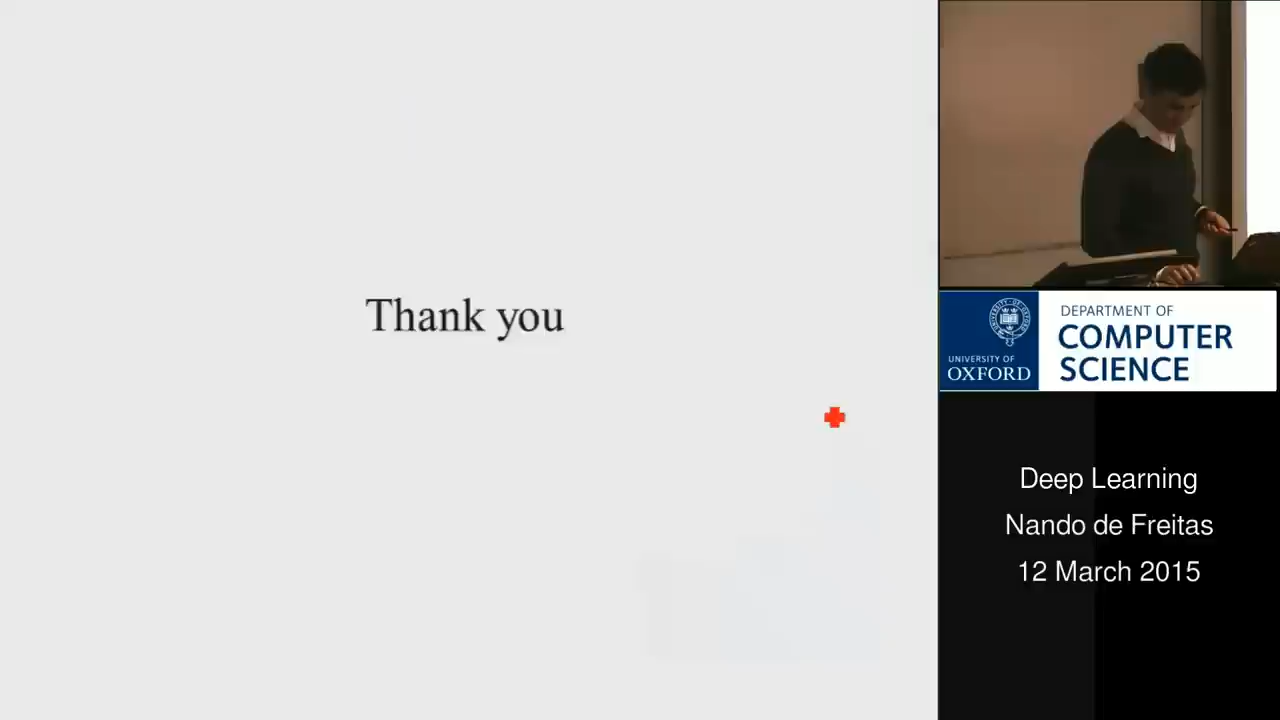 Thank you
UNIVERSITY OF
OXFORD
DEPARTMENT OF
COMPUTER
SCIENCE
Deep Learning
Nando de Freitas
12 March 2015